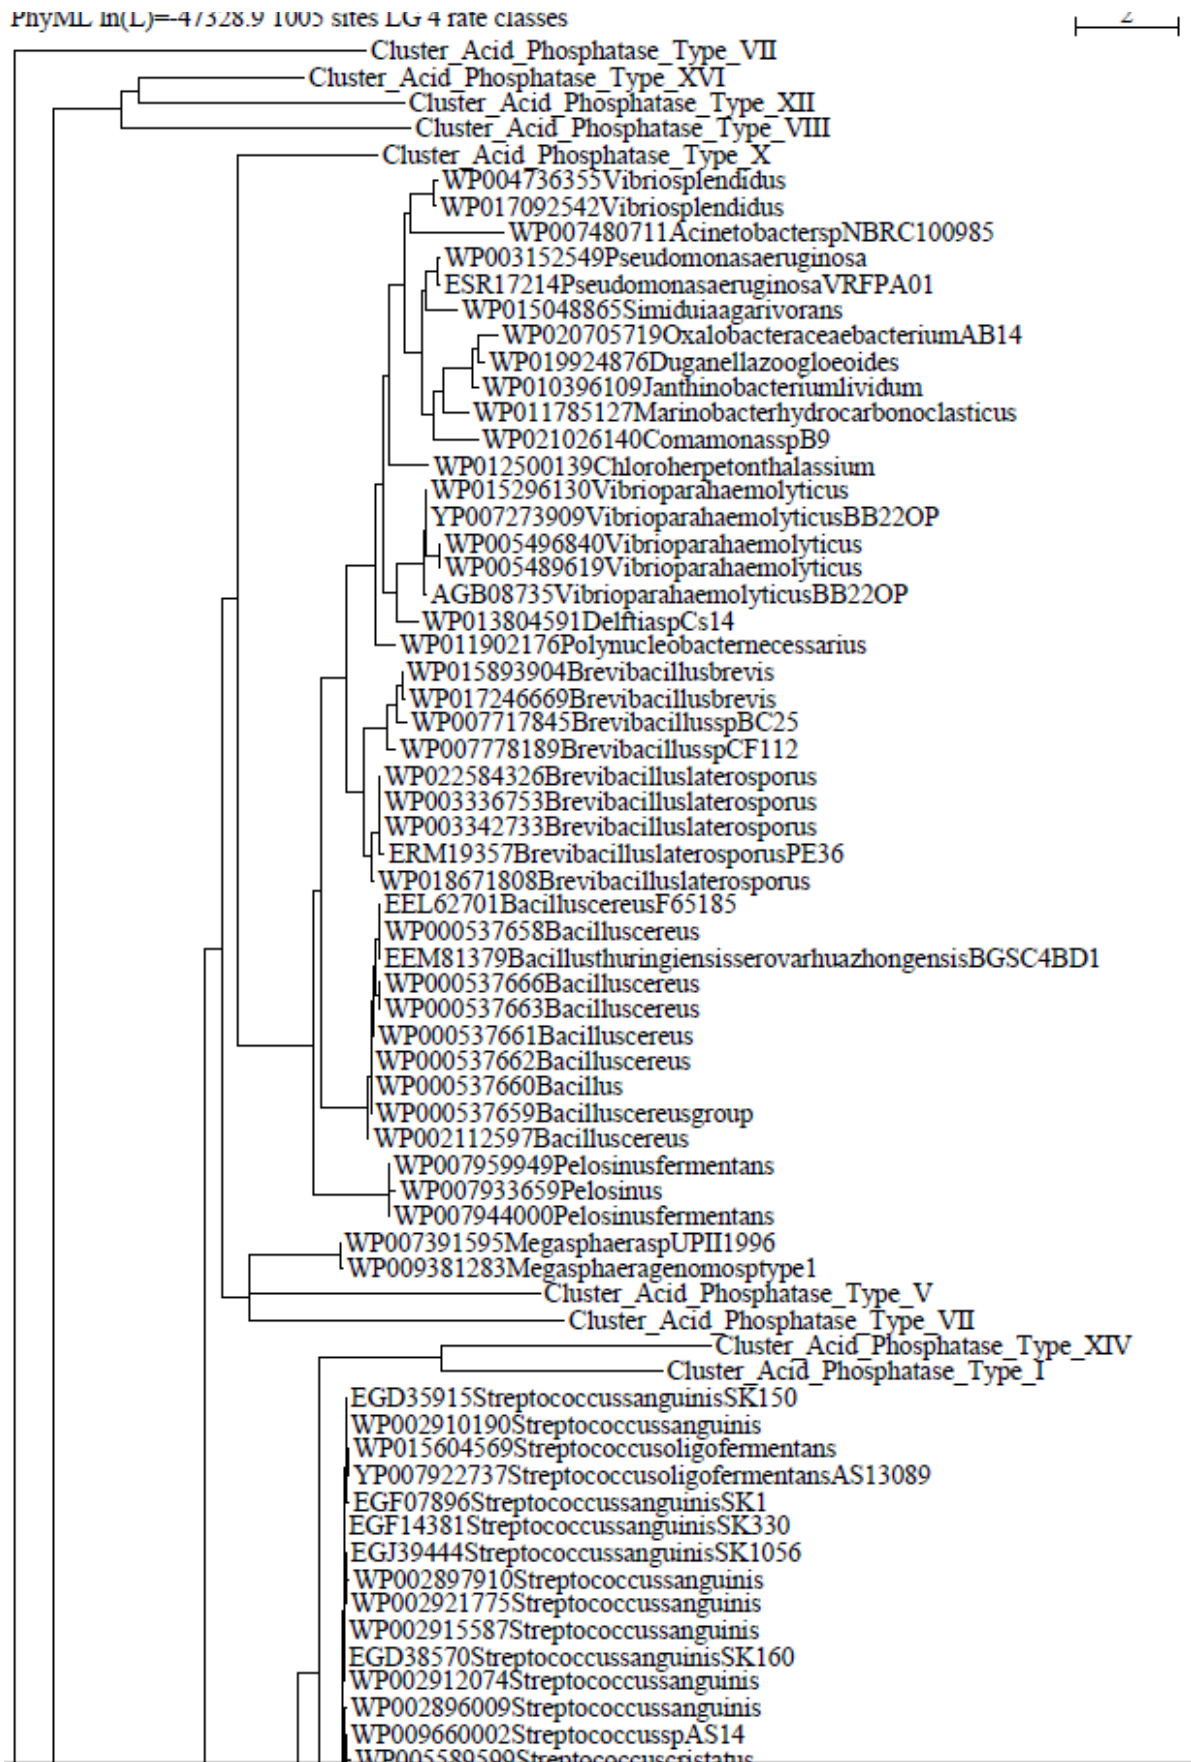 PhyML ln(L)=-47328.9 1005 sites LG 4 rate classes
2
Cluster_Acid_Phosphatase_Type_VII
Cluster_Acid_Phosphatase_Type_XVI
Cluster_Acid_Phosphatase_Type_XII
Cluster_Acid_Phosphatase_Type_VIII
Cluster_Acid_Phosphatase_Type_X
WP004736355Vibriosplendidus
WP017092542Vibriosplendidus
WP007480711AcinetobacterspNBRC100985
WP003152549Pseudomonasaeruginosa
ESR17214PseudomonasaeruginosaVRFPA01
WP015048865Simiduiaagarivorans
WP020705719OxalobacteraceaebacteriumAB14
WP019924876Duganellazoogloeoides
WP010396109Janthinobacteriumlividum
WP011785127Marinobacterhydrocarbonoclasticus
WP021026140ComamonasspB9
WP012500139Chloroherpetonthalassium
WP015296130Vibrioparahaemolyticus
YP007273909VibrioparahaemolyticusBB22OP
WP005496840Vibrioparahaemolyticus
WP005489619Vibrioparahaemolyticus
AGB08735VibrioparahaemolyticusBB22OP
WP013804591DelftiaspCs14
WP011902176Polynucleobacternecessarius
WP015893904Brevibacillusbrevis
WP017246669Brevibacillusbrevis
WP007717845BrevibacillusspBC25
WP007778189BrevibacillusspCF112
WP022584326Brevibacilluslaterosporus
WP003336753Brevibacilluslaterosporus
WP003342733Brevibacilluslaterosporus
ERM19357BrevibacilluslaterosporusPE36
WP018671808Brevibacilluslaterosporus
EEL62701BacilluscereusF65185
WP000537658Bacilluscereus
EEM81379BacillusthuringiensisserovarhuazhongensisBGSC4BD1
WP000537666Bacilluscereus
WP000537663Bacilluscereus
WP000537661Bacilluscereus
WP000537662Bacilluscereus
WP000537660Bacillus
WP000537659Bacilluscereusgroup
WP002112597Bacilluscereus
WP007959949Pelosinusfermentans
WP007933659Pelosinus
WP007944000Pelosinusfermentans
WP007391595MegasphaeraspUPII1996
WP009381283Megasphaeragenomosptype1
Cluster_Acid_Phosphatase_Type_V
Cluster_Acid_Phosphatase_Type_VII
Cluster_Acid_Phosphatase_Type_XIV
Cluster_Acid_Phosphatase_Type_I
EGD35915StreptococcussanguinisSK150
WP002910190Streptococcussanguinis
WP015604569Streptococcusoligofermentans
YP007922737StreptococcusoligofermentansAS13089
EGF07896StreptococcussanguinisSK1
EGF14381StreptococcussanguinisSK330
EGJ39444StreptococcussanguinisSK1056
WP002897910Streptococcussanguinis
WP002921775Streptococcussanguinis
WP002915587Streptococcussanguinis
EGD38570StreptococcussanguinisSK160
WP002912074Streptococcussanguinis
WP002896009Streptococcussanguinis
WP009660002StreptococcusspAS14
WP005589599Streptococcuscristatus